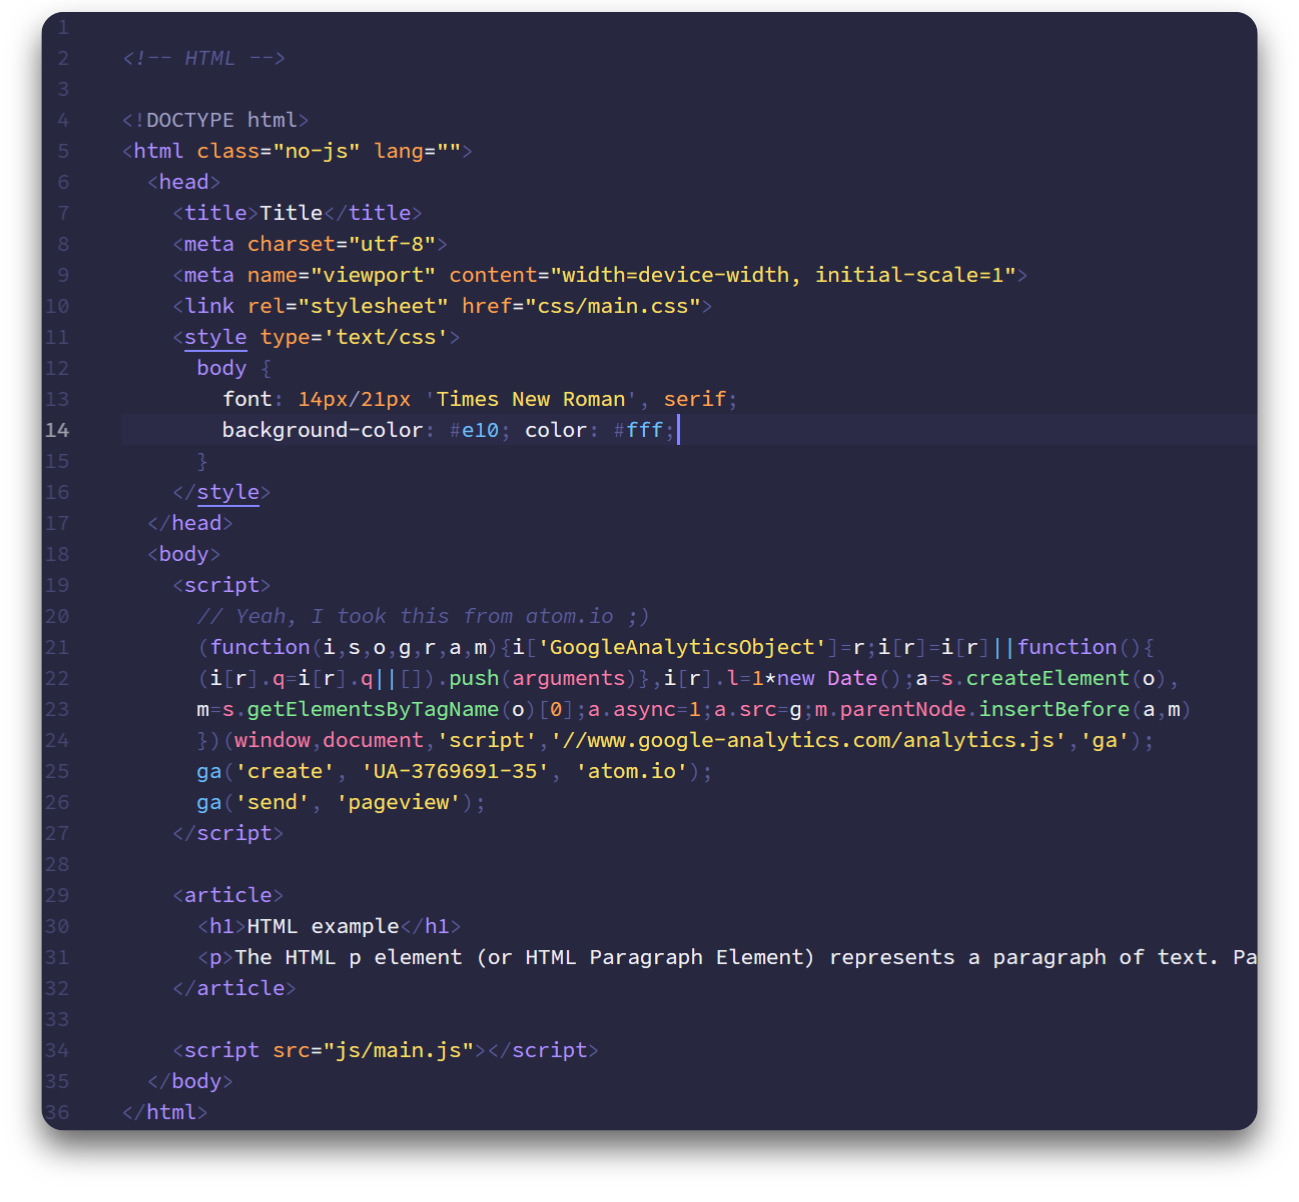 1
2 <!-- HTML -->
3
4 <!DOCTYPE html>
5 <html class="no-js" lang="">
6   <head>
7     <title>Title</title>
8     <meta charset="utf-8">
9     <meta name="viewport" content="width=device-width, initial-scale=1">
10     <link rel="stylesheet" href="css/main.css">
11     <style type='text/css'>
12       body {
13         font: 14px/21px 'Times New Roman', serif;
14         background-color: #e10; color: #fff;
15       }
16     </style>
17   </head>
18   <body>
19     <script>
20       // Yeah, I took this from atom.io ;)
21       (function(i,s,o,g,r,a,m){i['GoogleAnalyticsObject']=r;i[r]=i[r]||function(){
22       (i[r].q=i[r].q||[]).push(arguments)},i[r].l=1*new Date();a=s.createElement(o),
23       m=s.getElementsByTagName(o)[0];a.async=1;a.src=g;m.parentNode.insertBefore(a,m)
24       })(window,document,'script','//www.google-analytics.com/analytics.js','ga');
25       ga('create', 'UA-3769691-35', 'atom.io');
26       ga('send', 'pageview');
27     </script>
28
29     <article>
30       <h1>HTML example</h1>
31       <p>The HTML p element (or HTML Paragraph Element) represents a paragraph of text. Pa
32     </article>
33
34     <script src="js/main.js"></script>
35   </body>
36 </html>